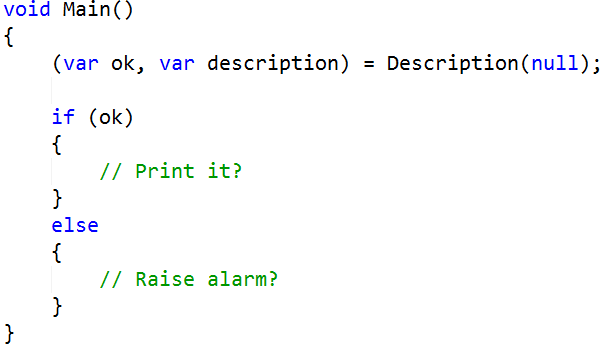 void Main()
{
    (var ok, var description) = Description(null);

    if (ok)
    {
        // Print it?
    }
    else
    {
        // Raise alarm?
    }
}